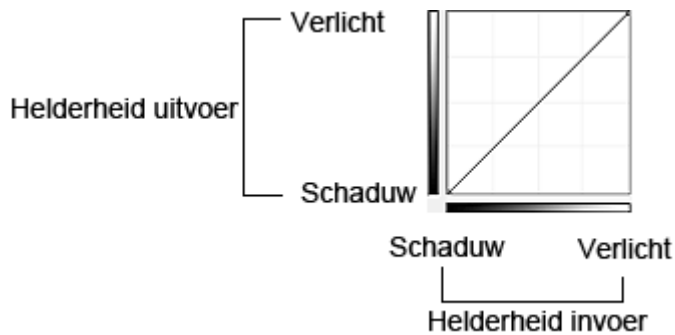 Verlicht
Helderheid uitvoer
Schaduw
Schaduw Verlicht
Helderheid invoer